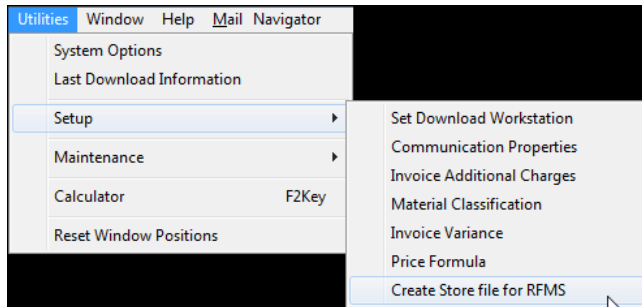 Utilities Window Help Mail Navigator
System Options
Last Download Information
Setup
Maintenance
Calculator F2Key
Reset Window Positions
Set Download Workstation
Communication Properties
Invoice Additional Charges
Material Classification
Invoice Variance
Price Formula
Create Store file for RFMS